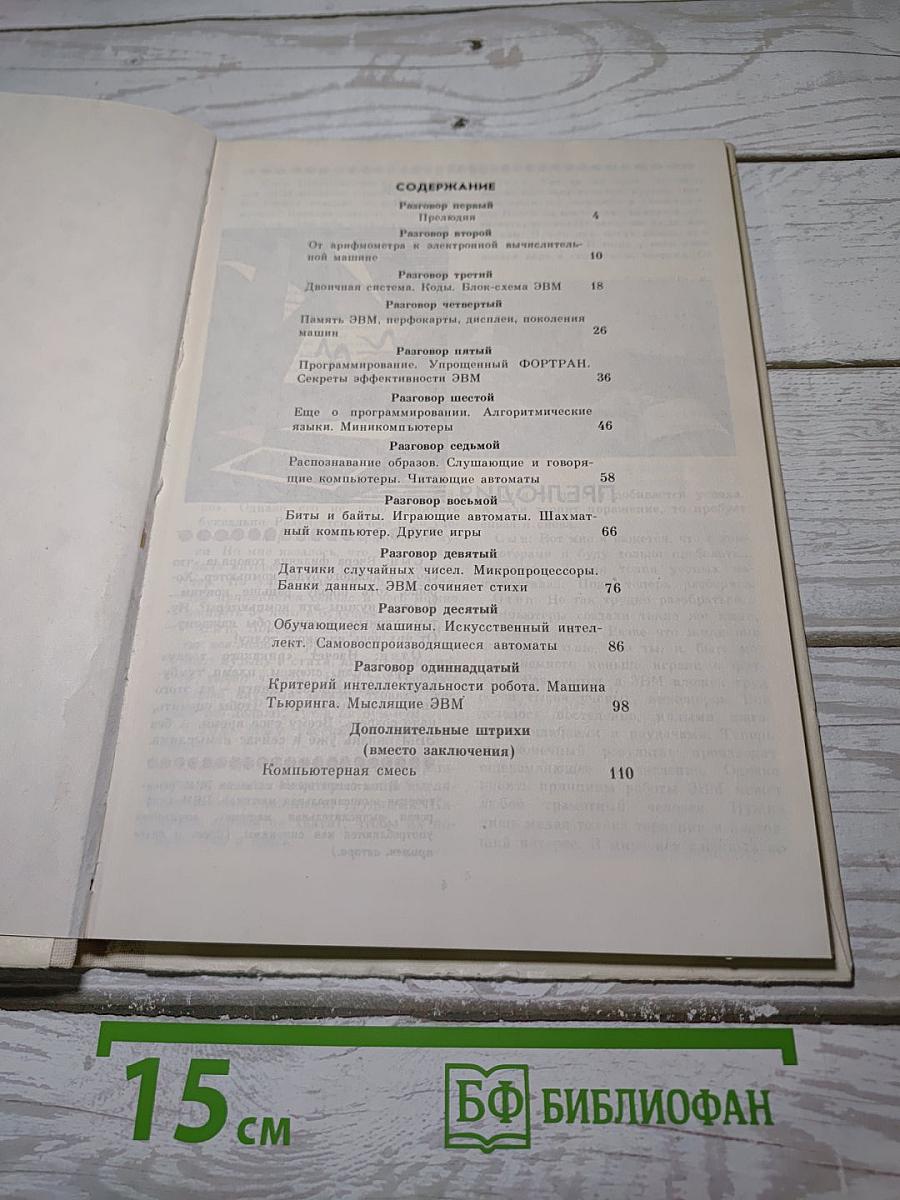 СОДЕРЖАНИЕ
Разговор первый
Прелюдия 4
Разговор второй
От арифмометра к электронной вычислитель-
ной машине 10
Разговор третий
Двоичная система. Коды. Блок-схема ЭВМ 18
Разговор четвертый
Память ЭВМ, перфокарты, дисплеи, поколения
машин 26
Разговор пятый
Программирование. Упрощенный ФОРТРАН.
Секреты эффективности ЭВМ 36
Разговор шестой
Еще о программировании. Алгоритмические
языки. Миникомпьютеры 46
Разговор седьмой
Распознавание образов. Слушающие и говоря-
щие компьютеры. Читающие автоматы 58
Разговор восьмой
Биты и байты. Играющие автоматы. Шахмат-
ный компьютер. Другие игры 66
Разговор девятый
Датчики случайных чисел. Микропроцессоры.
Банки данных. ЭВМ сочиняет стихи 76
Разговор десятый
Обучающиеся машины. Искусственный интел-
лект. Самовоспроизводящиеся автоматы 86
Разговор одиннадцатый
Критерий интеллектуальности робота. Машина
Тьюринга. Мыслящие ЭВМ 98
Дополнительные штрихи
(вместо заключения)
Компьютерная смесь 110
15 см
БФ БИБЛИОФАН